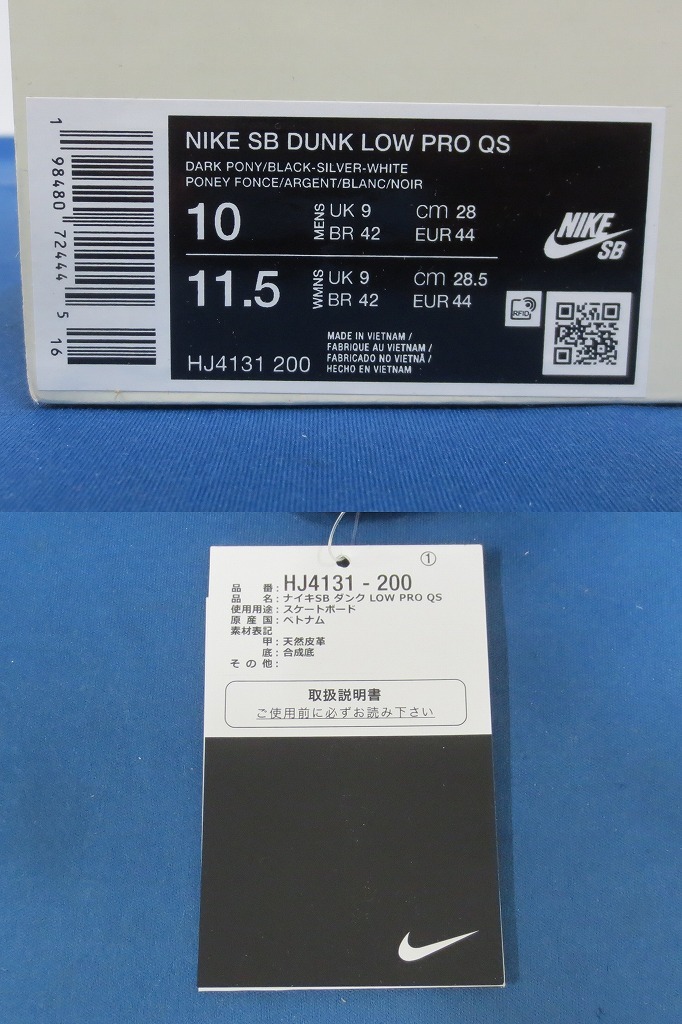 NIKE SB DUNK LOW PRO QS
DARK PONY/BLACK-SILVER-WHITE
PONEY FONCE/ARGENT/BLANC/NOIR
10 MENS UK 9 cm 28
BR 42 EUR 44
11.5 WMNS UK 9 cm 28.5
BR 42 EUR 44
HJ4131 200
MADE IN VIETNAM /
FABRIQUE AU VIETNAM /
FABRICADO NO VIETNÃ /
HECHO EN VIETNAM
NIKE
SB
RFID
1 98480 72444 5 16
①
品 番 : HJ4131 - 200
品 名 : ナイキSB ダンク LOW PRO QS
使用用途 : スケートボード
原 産 国 : ベトナム
素材表記
甲 : 天然皮革
底 : 合成底
そ の 他 :
取扱説明書
ご使用前に必ずお読み下さい